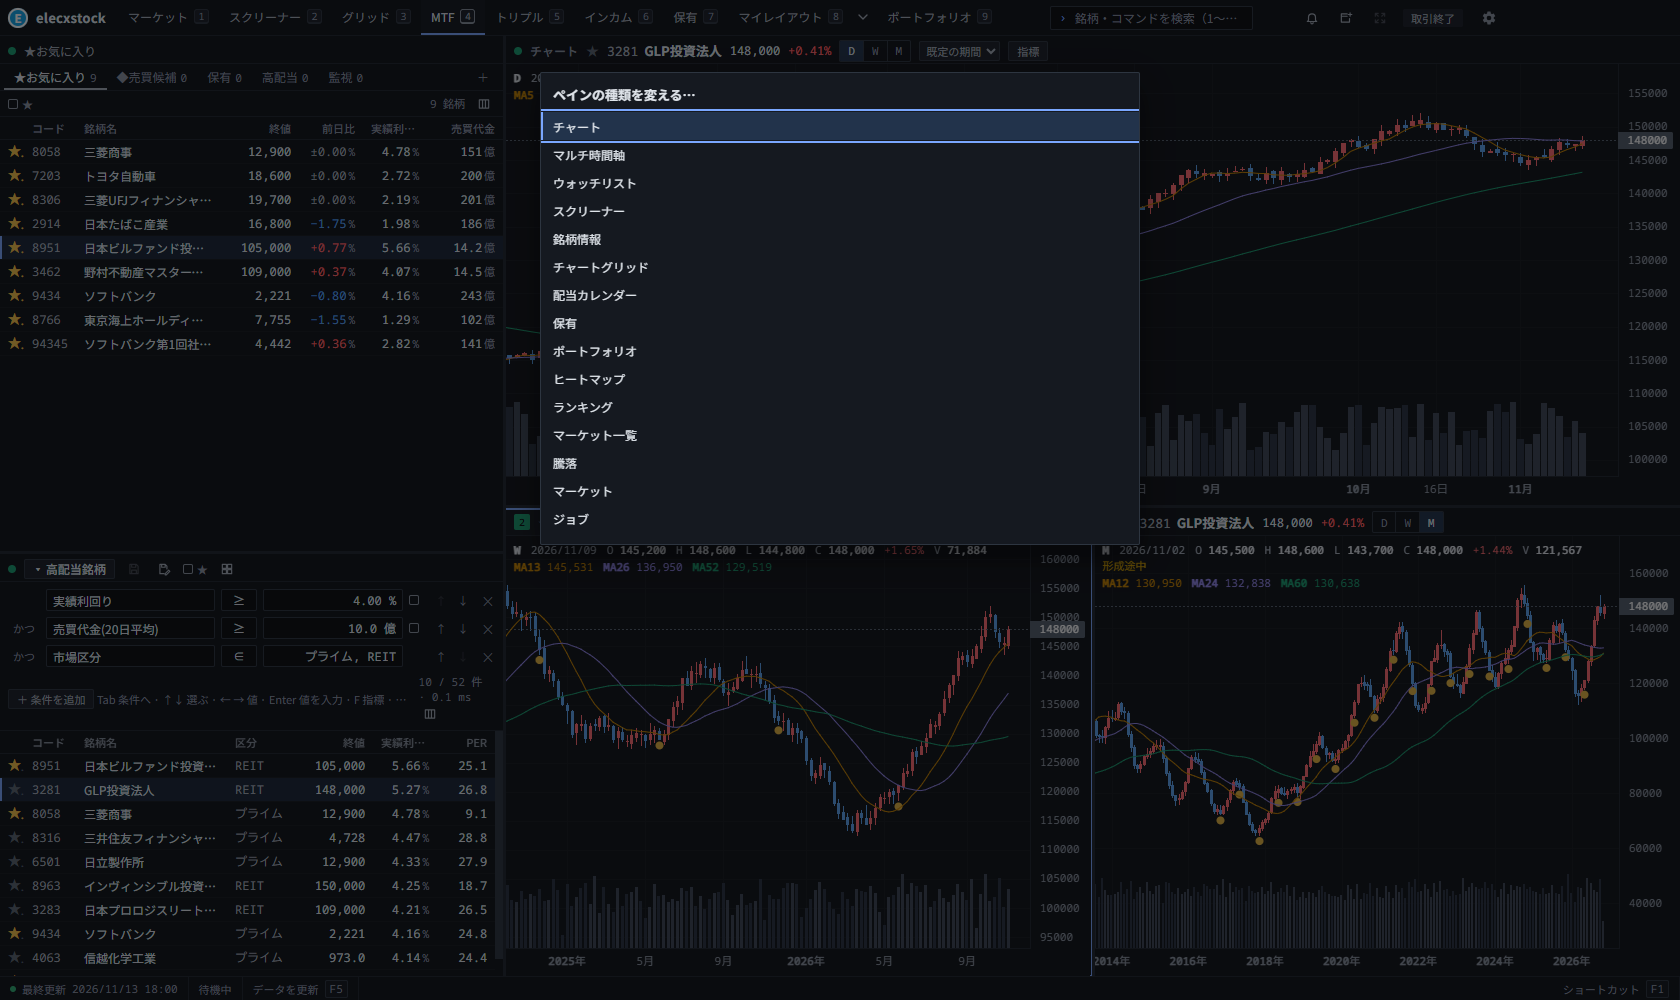 E elecxstock マーケット 1 スクリーナー 2 グリッド 3 MTF 4 トリプル 5 インカム 6 保有 7 マイレイアウト 8 ポートフォリオ 9 › 銘柄・コマンドを検索（1〜… 取引終了
★お気に入り
★お気に入り 9 ◆売買候補 0 保有 0 高配当 0 監視 0 ＋
★ 9 銘柄
コード 銘柄名 終値 前日比 実績利… 売買代金
★ 8058 三菱商事 12,900 ±0.00% 4.78% 151億
★ 7203 トヨタ自動車 18,600 ±0.00% 2.72% 200億
★ 8306 三菱UFJフィナンシャ… 19,700 ±0.00% 2.19% 201億
★ 2914 日本たばこ産業 16,800 −1.75% 1.98% 186億
★ 8951 日本ビルファンド投… 105,000 +0.77% 5.66% 14.2億
★ 3462 野村不動産マスター… 109,000 +0.37% 4.07% 14.5億
★ 9434 ソフトバンク 2,221 −0.80% 4.16% 243億
★ 8766 東京海上ホールディ… 7,755 −1.55% 1.29% 102億
★ 94345 ソフトバンク第1回社… 4,442 +0.36% 2.82% 141億
チャート ★ 3281 GLP投資法人 148,000 +0.41% D W M 既定の期間 指標
D
MA5
155000
150000
148000
145000
140000
135000
130000
125000
120000
115000
110000
105000
100000
9月 10月 16日 11月
ペインの種類を変える…
チャート
マルチ時間軸
ウォッチリスト
スクリーナー
銘柄情報
チャートグリッド
配当カレンダー
保有
ポートフォリオ
ヒートマップ
ランキング
マーケット一覧
騰落
マーケット
ジョブ
▾ 高配当銘柄 ★
実績利回り ≥ 4.00 % ↑ ↓ ×
かつ 売買代金(20日平均) ≥ 10.0 億 ↑ ↓ ×
かつ 市場区分 ∈ プライム, REIT ↑ ↓ ×
＋条件を追加 Tab 条件へ・↑↓選ぶ・←→値・Enter 値を入力・F 指標・… 10 / 52 件 · 0.1 ms
コード 銘柄名 区分 終値 実績利… PER
★ 8951 日本ビルファンド投資… REIT 105,000 5.66% 25.1
★ 3281 GLP投資法人 REIT 148,000 5.27% 26.8
★ 8058 三菱商事 プライム 12,900 4.78% 9.1
★ 8316 三井住友フィナンシャ… プライム 4,728 4.47% 28.8
★ 6501 日立製作所 プライム 12,900 4.33% 27.9
★ 8963 インヴィンシブル投資… REIT 150,000 4.25% 18.7
★ 3283 日本プロロジスリート… REIT 109,000 4.21% 26.5
★ 9434 ソフトバンク プライム 2,221 4.16% 24.8
★ 4063 信越化学工業 プライム 973.0 4.14% 24.4
2
W 2026/11/09 O 145,200 H 148,600 L 144,800 C 148,000 +1.65% V 71,884
MA13 145,531 MA26 136,950 MA52 129,519
160000
155000
150000
148000
145000
140000
135000
130000
125000
120000
115000
110000
105000
100000
95000
2025年 5月 9月 2026年 5月 9月
3281 GLP投資法人 148,000 +0.41% D W M
M 2026/11/02 O 145,500 H 148,600 L 143,700 C 148,000 +1.44% V 121,567
形成途中
MA12 130,950 MA24 132,838 MA60 130,638
160000
148000
140000
120000
100000
80000
60000
40000
2014年 2016年 2018年 2020年 2022年 2024年 2026年
最終更新 2026/11/13 18:00 待機中 データを更新 F5 ショートカット F1